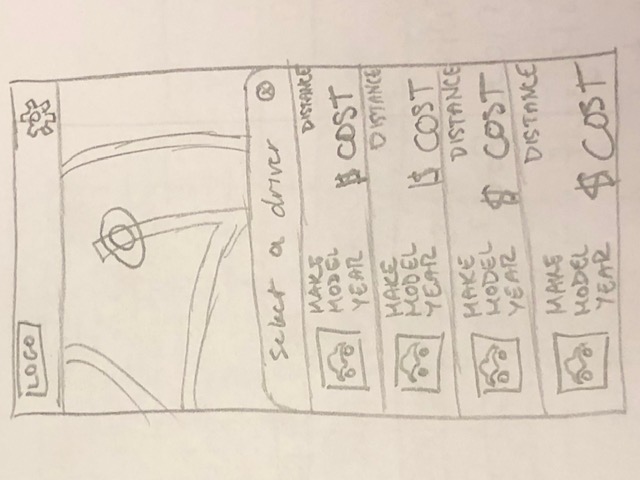 LOGO
select a driver
DISTANCE
MAKE
MODEL
YEAR
$ COST
DISTANCE
MAKE
MODEL
YEAR
$ COST
DISTANCE
MAKE
MODEL
YEAR
$ COST
DISTANCE
MAKE
MODEL
YEAR
$ COST